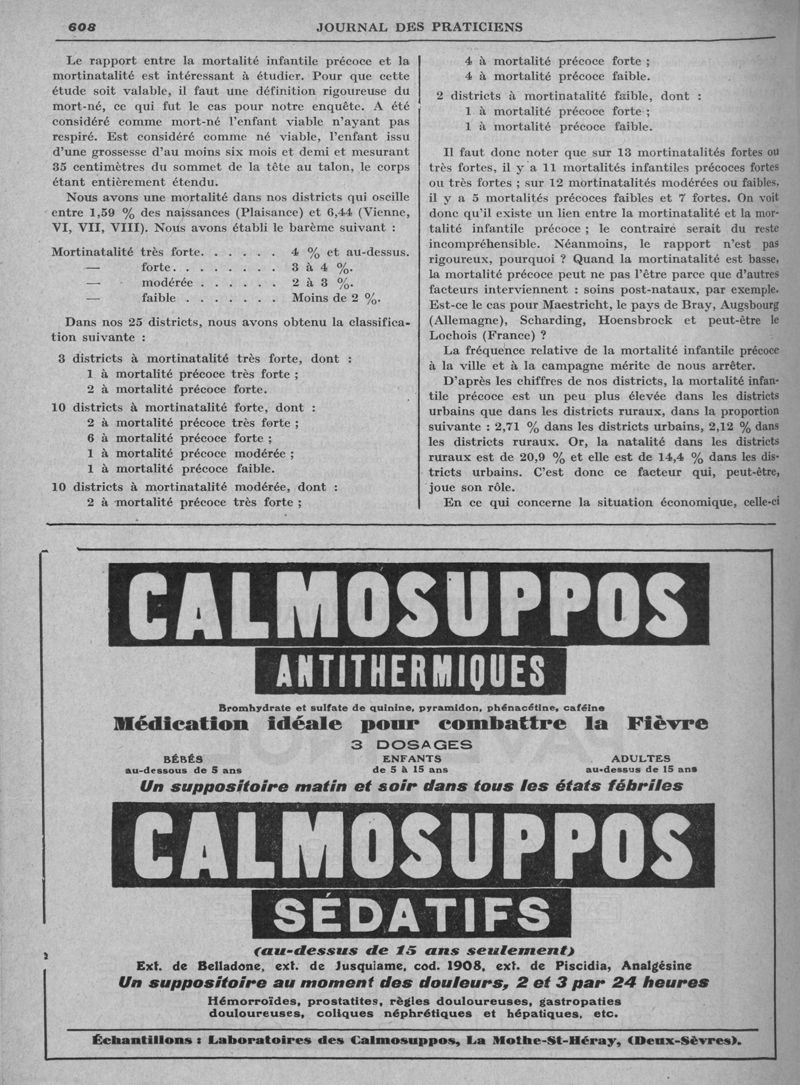 608
JOURNAL DES PRATICIENS
Le rapport entre la mortalité infantile précoce et la
mortinatalité est intéressant à étudier. Pour que cette
étude soit valable, il faut une définition rigoureuse du
mort-né, ce qui fut le cas pour notre enquête. A été
considéré comme mort-né l'enfant viable n'ayant pas
respiré. Est considéré comme né viable, l'enfant issu
d'une grossesse d'au moins six mois et demi et mesurant
35 centimètres du sommet de la tête au talon, le corps
étant entièrement étendu.
Nous avons une mortalité dans nos districts qui oscille
entre 1,59 % des naissances (Plaisance) et 6,44 (Vienne,
VI, VII, VIII). Nous avons établi le barème suivant :
Mortinatalité très forte. . . . . . 4 % et au-dessus.
— forte. . . . . . . . 3 à 4 %.
— modérée . . . . . . 2 à 3 %.
— faible . . . . . . . Moins de 2 %.
Dans nos 25 districts, nous avons obtenu la classifica-
tion suivante :
3 districts à mortinatalité très forte, dont :
1 à mortalité précoce très forte ;
2 à mortalité précoce forte.
10 districts à mortinatalité forte, dont :
2 à mortalité précoce très forte ;
6 à mortalité précoce forte ;
1 à mortalité précoce modérée ;
1 à mortalité précoce faible.
10 districts à mortinatalité modérée, dont :
2 à mortalité précoce très forte ;
4 à mortalité précoce forte ;
4 à mortalité précoce faible.
2 districts à mortinatalité faible, dont :
1 à mortalité précoce forte ;
1 à mortalité précoce faible.
Il faut donc noter que sur 13 mortinatalités fortes ou
très fortes, il y a 11 mortalités infantiles précoces fortes
ou très fortes ; sur 12 mortinatalités modérées ou faibles,
il y a 5 mortalités précoces faibles et 7 fortes. On voit
donc qu'il existe un lien entre la mortinatalité et la mor-
talité infantile précoce ; le contraire serait du reste
incompréhensible. Néanmoins, le rapport n'est pas
rigoureux, pourquoi ? Quand la mortinatalité est basse,
la mortalité précoce peut ne pas l'être parce que d'autres
facteurs interviennent : soins post-nataux, par exemple.
Est-ce le cas pour Maestricht, le pays de Bray, Augsbourg
(Allemagne), Scharding, Hoensbrock et peut-être le
Lochois (France) ?
La fréquence relative de la mortalité infantile précoce
à la ville et à la campagne mérite de nous arrêter.
D'après les chiffres de nos districts, la mortalité infan-
tile précoce est un peu plus élevée dans les districts
urbains que dans les districts ruraux, dans la proportion
suivante : 2,71 % dans les districts urbains, 2,12 % dans
les districts ruraux. Or, la natalité dans les districts
ruraux est de 20,9 % et elle est de 14,4 % dans les dis-
tricts urbains. C'est donc ce facteur qui, peut-être,
joue son rôle.
En ce qui concerne la situation économique, celle-ci
CALMOSUPPOS
ANTITHERMIQUES
Bromhydrate et sulfate de quinine, pyramidon, phénacétine, caféine
Médication idéale pour combattre la Fièvre
3 DOSAGES
BÉBÉS ENFANTS ADULTES
au-dessous de 5 ans de 5 à 15 ans au-dessus de 15 ans
Un suppositoire matin et soir dans tous les états fébriles
CALMOSUPPOS
SÉDATIFS
(au-dessus de 15 ans seulement)
Ext. de Belladone, ext. de Jusquiame, cod. 1908, ext. de Piscidia, Analgésine
Un suppositoire au moment des douleurs, 2 et 3 par 24 heures
Hémorroïdes, prostatites, règles douloureuses, gastropaties
douloureuses, coliques néphrétiques et hépatiques, etc.
Échantillons : Laboratoires des Calmosuppos, La Mothe-St-Héray, (Deux-Sèvres).